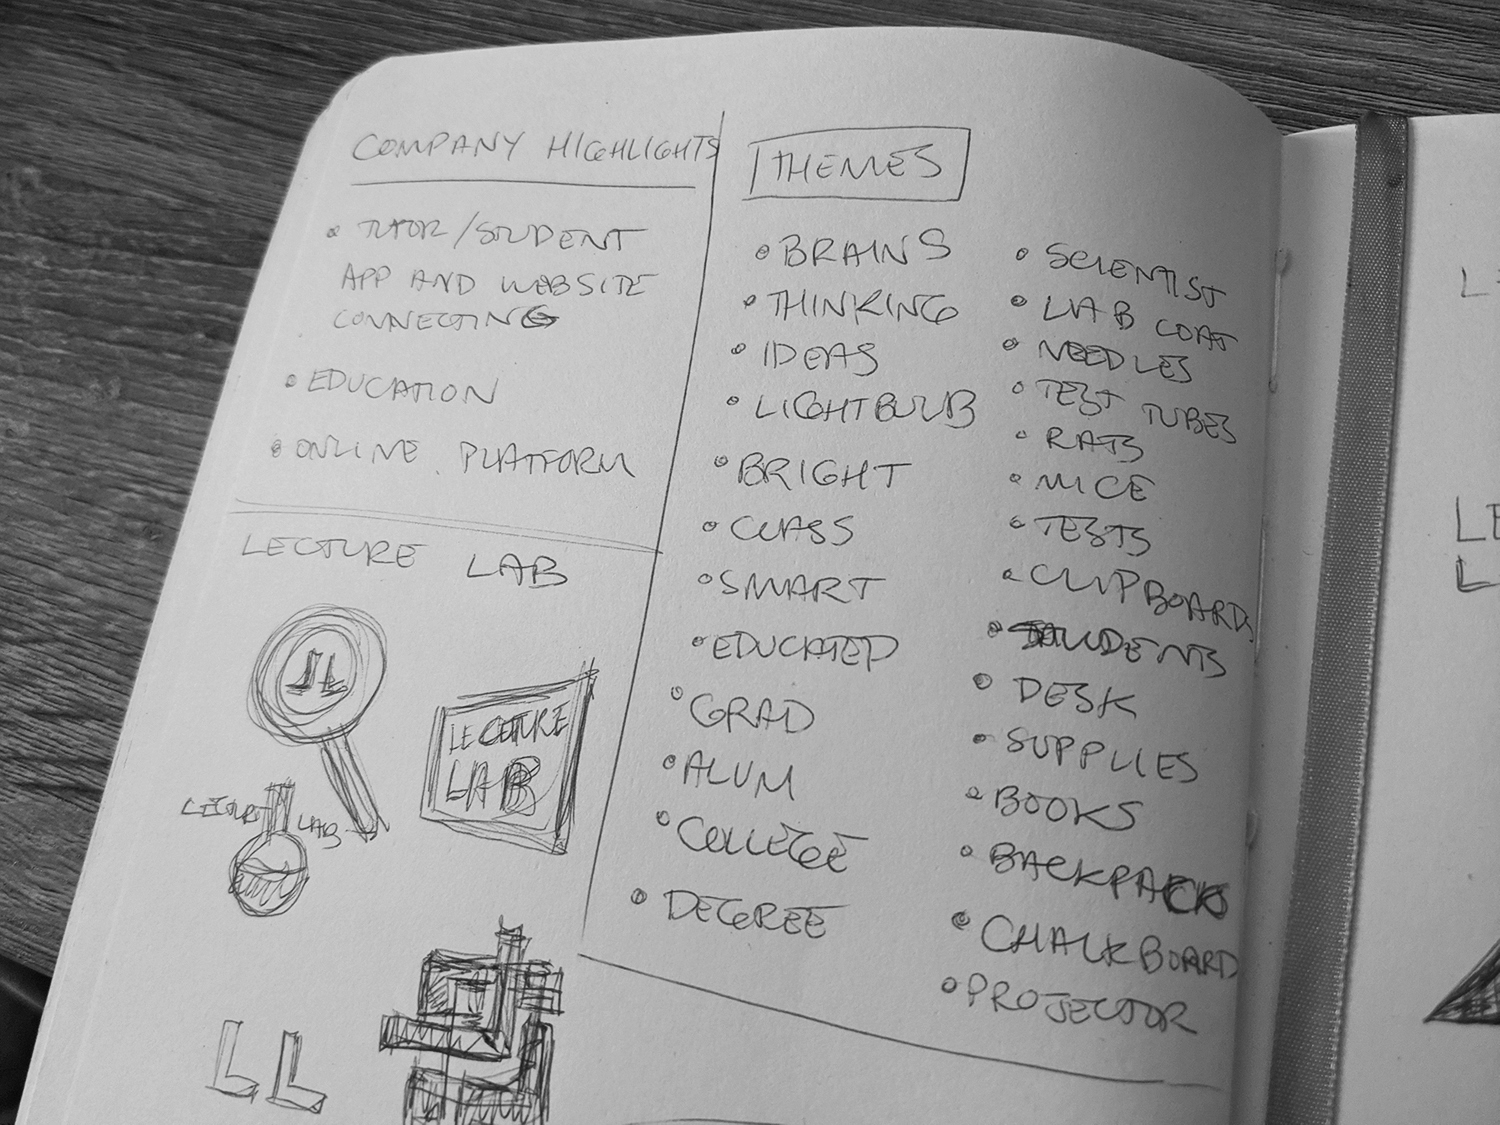 COMPANY HIGHLIGHTS
• TUTOR/STUDENT
APP AND WEBSITE
CONNECTING
• EDUCATION
• ONLINE PLATFORM
LECTURE LAB
LL
LECTURE
LAB
LECTURE LAB
LL
THEMES
• BRAINS
• THINKING
• IDEAS
• LIGHTBULB
• BRIGHT
• CLASS
• SMART
• EDUCATED
• GRAD
• ALUM
• COLLEGE
• DEGREE
• SCIENTIST
• LAB COAT
• NEEDLES
• TEST TUBES
• RATS
• MICE
• TESTS
• CLIPBOARDS
• STUDENTS
• DESK
• SUPPLIES
• BOOKS
• BACKPACKS
• CHALKBOARD
• PROJECTOR